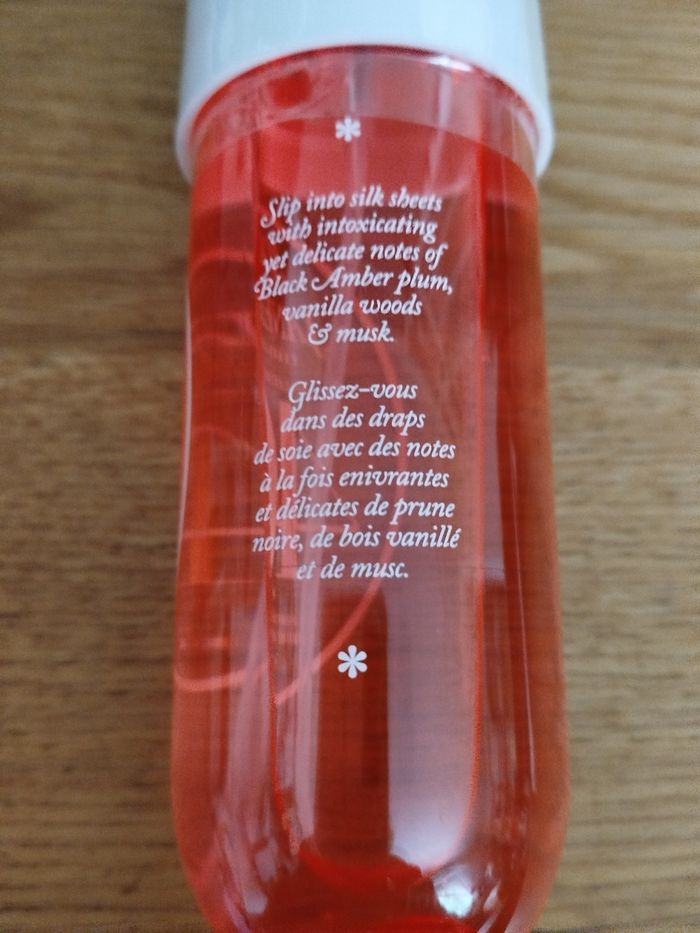 *
Slip into silk sheets
with intoxicating
yet delicate notes of
Black Amber plum,
vanilla woods
& musk.
Glissez-vous
dans des draps
de soie avec des notes
à la fois enivrantes
et délicates de prune
noire, de bois vanillé
et de musc.
*